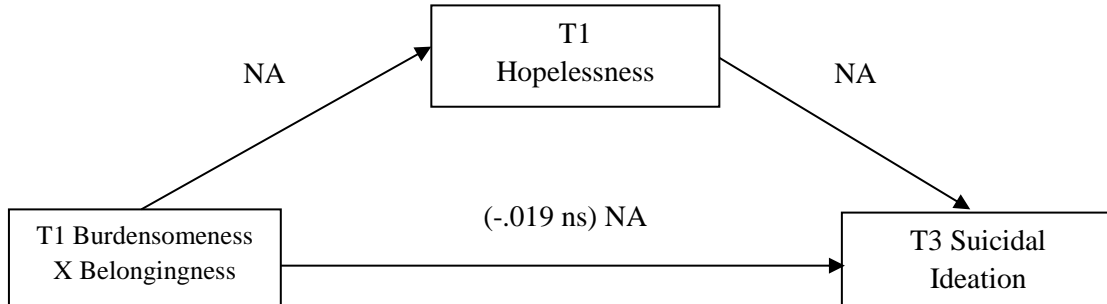 T1
Hopelessness
NA
NA
(-.019 ns) NA
T1 Burdensomeness
X Belongingness
T3 Suicidal
Ideation